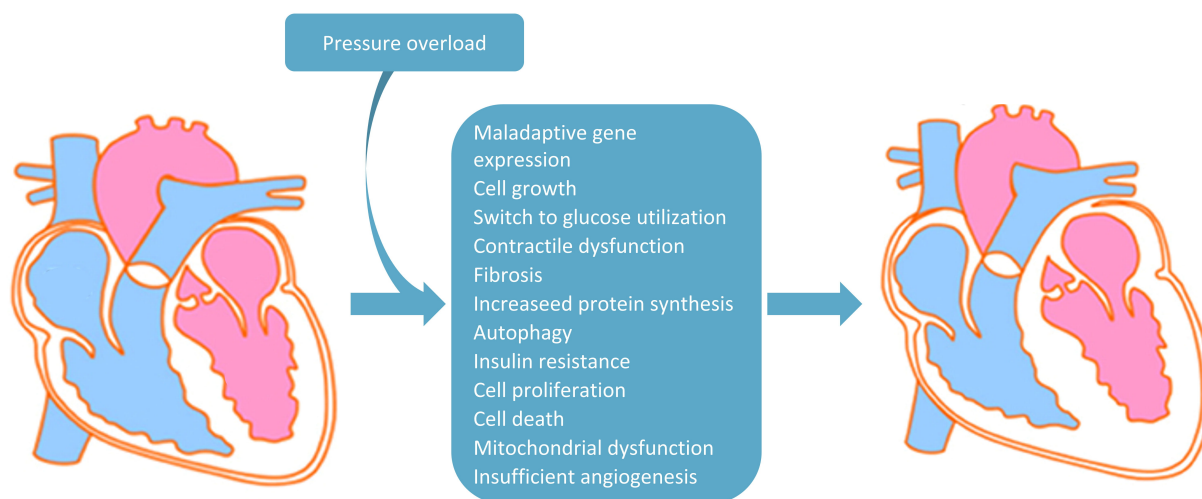 Pressure overload
Maladaptive gene
expression
Cell growth
Switch to glucose utilization
Contractile dysfunction
Fibrosis
Increaseed protein synthesis
Autophagy
Insulin resistance
Cell proliferation
Cell death
Mitochondrial dysfunction
Insufficient angiogenesis